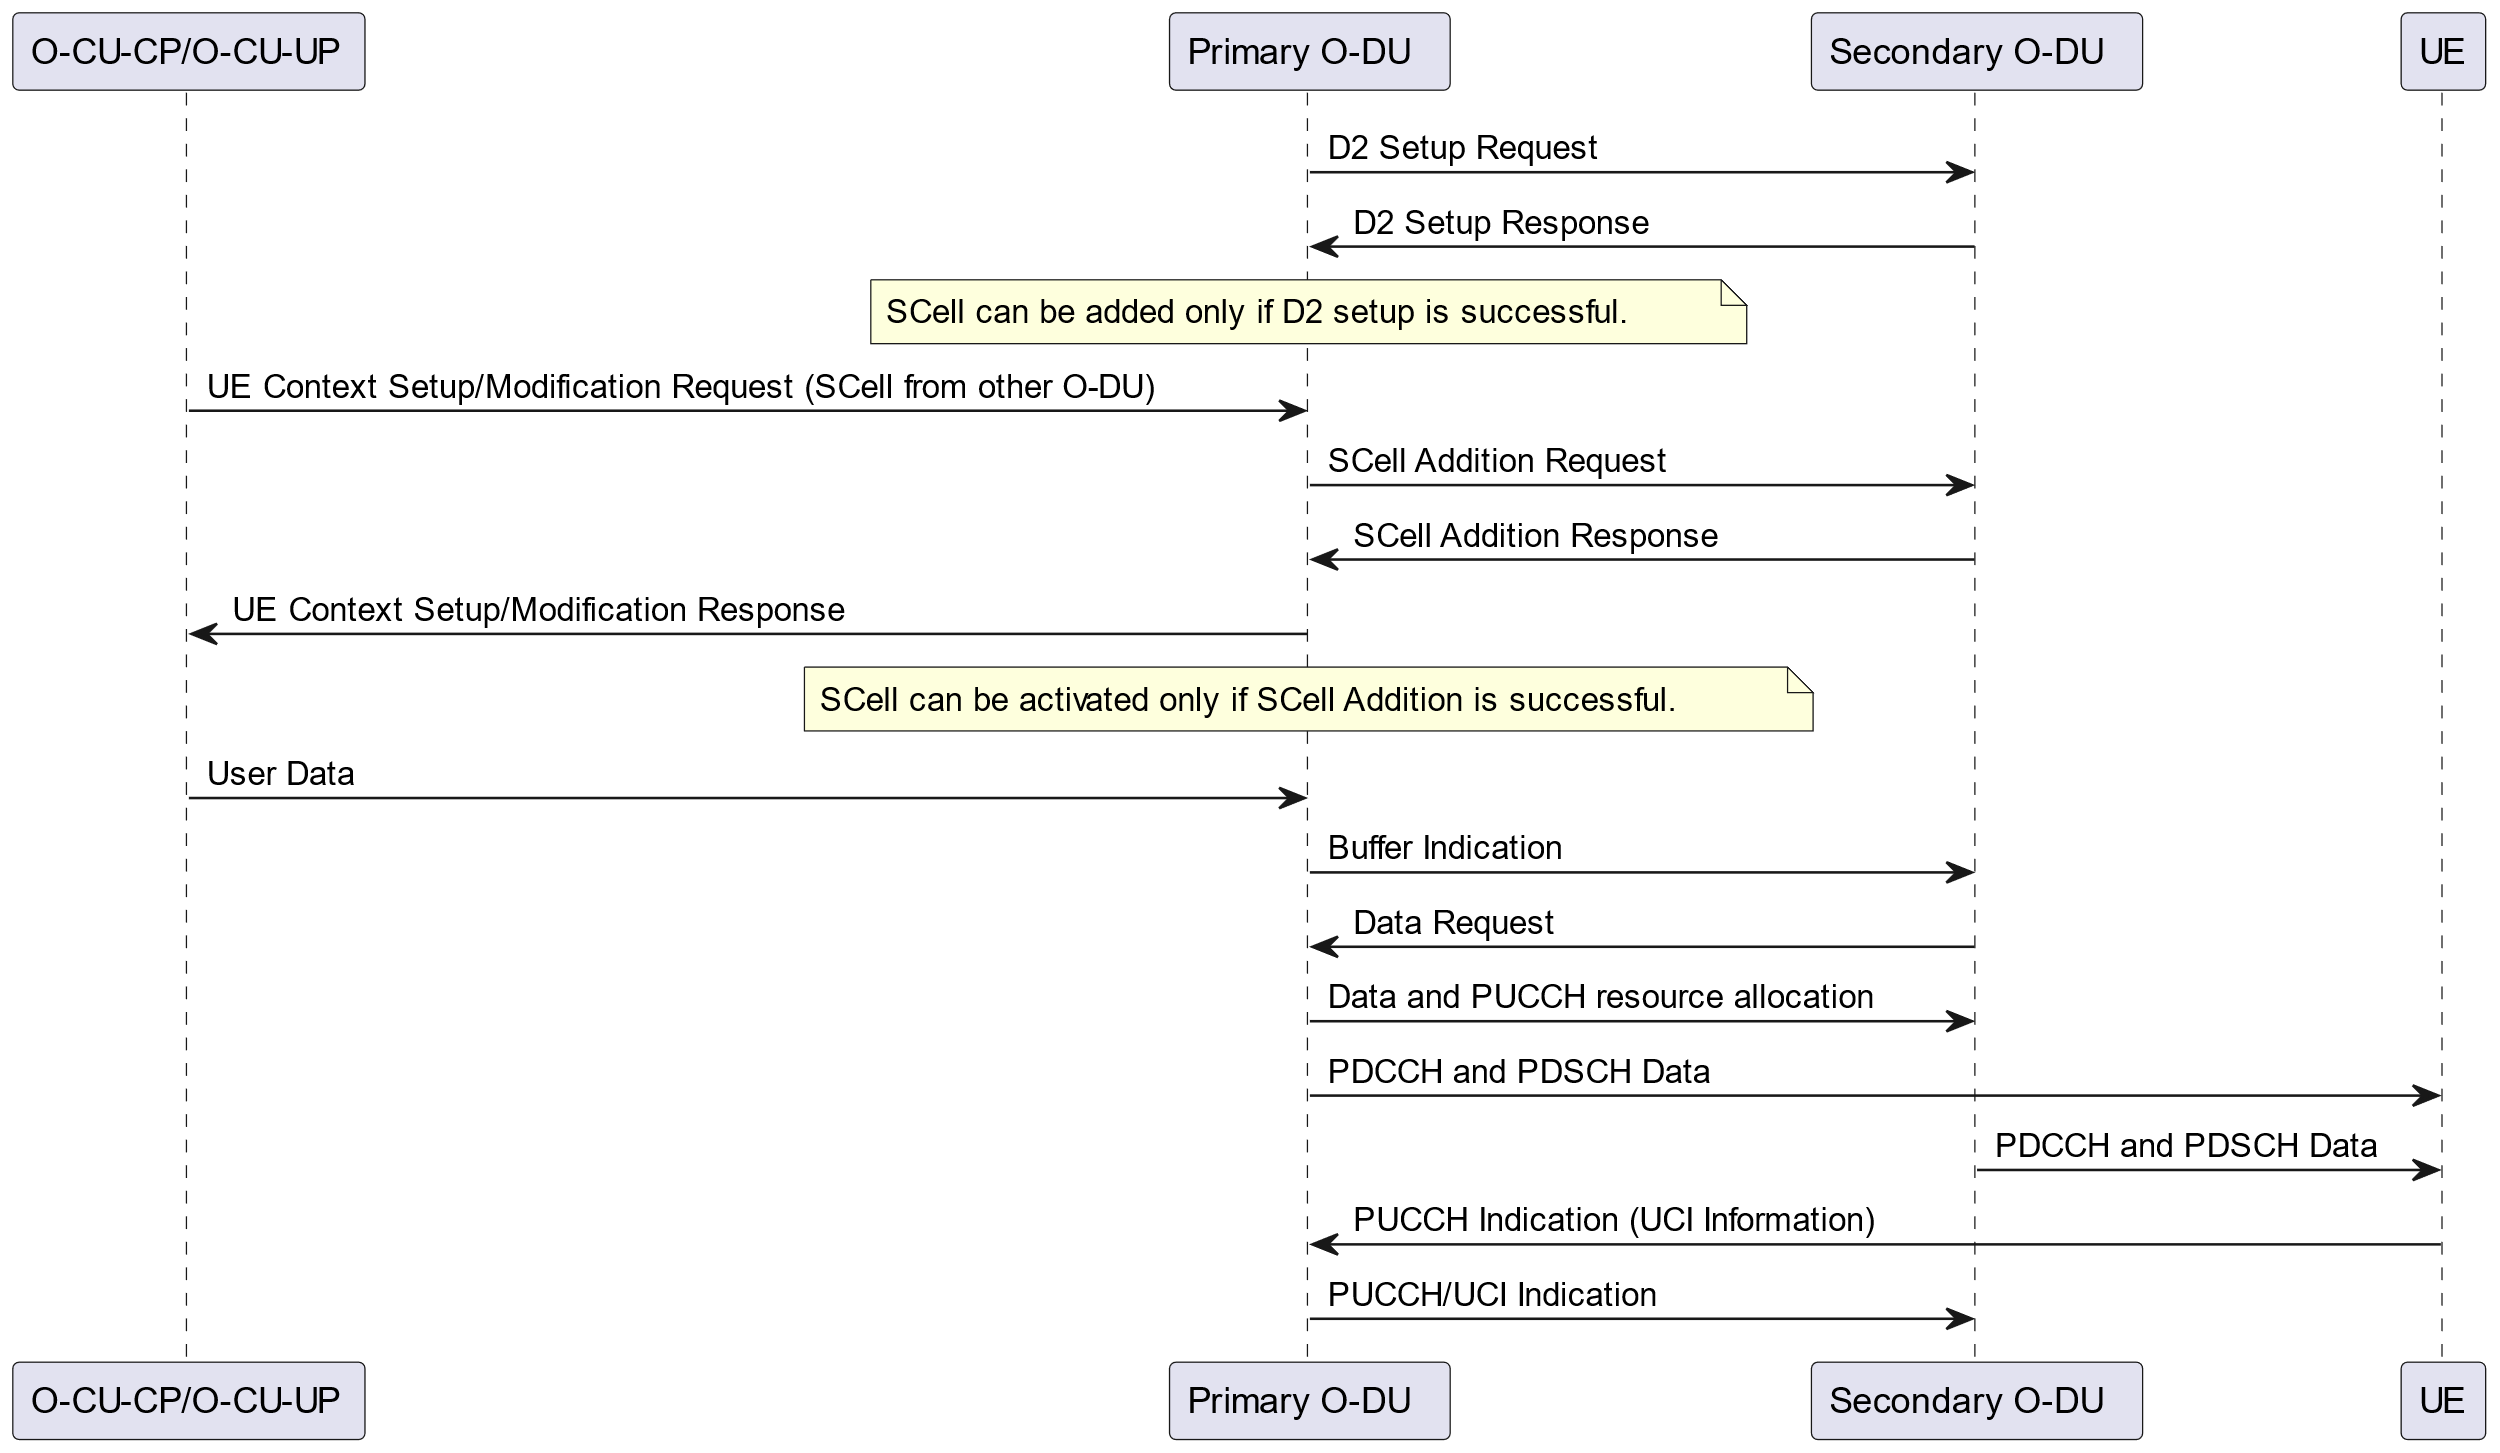 O-CU-CP/O-CU-UP
Primary O-DU
Secondary O-DU
UE
D2 Setup Request
D2 Setup Response
SCell can be added only if D2 setup is successful.
UE Context Setup/Modification Request (SCell from other O-DU)
SCell Addition Request
SCell Addition Response
UE Context Setup/Modification Response
SCell can be activated only if SCell Addition is successful.
User Data
Buffer Indication
Data Request
Data and PUCCH resource allocation
PDCCH and PDSCH Data
PDCCH and PDSCH Data
PUCCH Indication (UCI Information)
PUCCH/UCI Indication
O-CU-CP/O-CU-UP
Primary O-DU
Secondary O-DU
UE